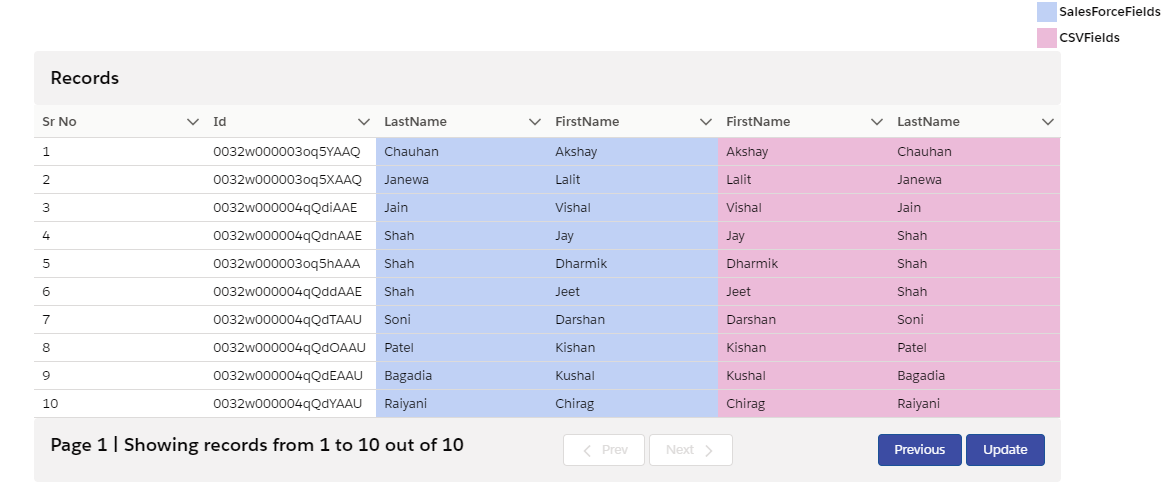 SalesForceFields
CSVFields
Records
Sr No Id LastName FirstName FirstName LastName
1 0032w000003oq5YAAQ Chauhan Akshay Akshay Chauhan
2 0032w000003oq5XAAQ Janewa Lalit Lalit Janewa
3 0032w000004qQdiAAE Jain Vishal Vishal Jain
4 0032w000004qQdnAAE Shah Jay Jay Shah
5 0032w000003oq5hAAA Shah Dharmik Dharmik Shah
6 0032w000004qQddAAE Shah Jeet Jeet Shah
7 0032w000004qQdTAAU Soni Darshan Darshan Soni
8 0032w000004qQdOAAU Patel Kishan Kishan Patel
9 0032w000004qQdEAAU Bagadia Kushal Kushal Bagadia
10 0032w000004qQdYAAU Raiyani Chirag Chirag Raiyani
Page 1 | Showing records from 1 to 10 out of 10 Prev Next Previous Update